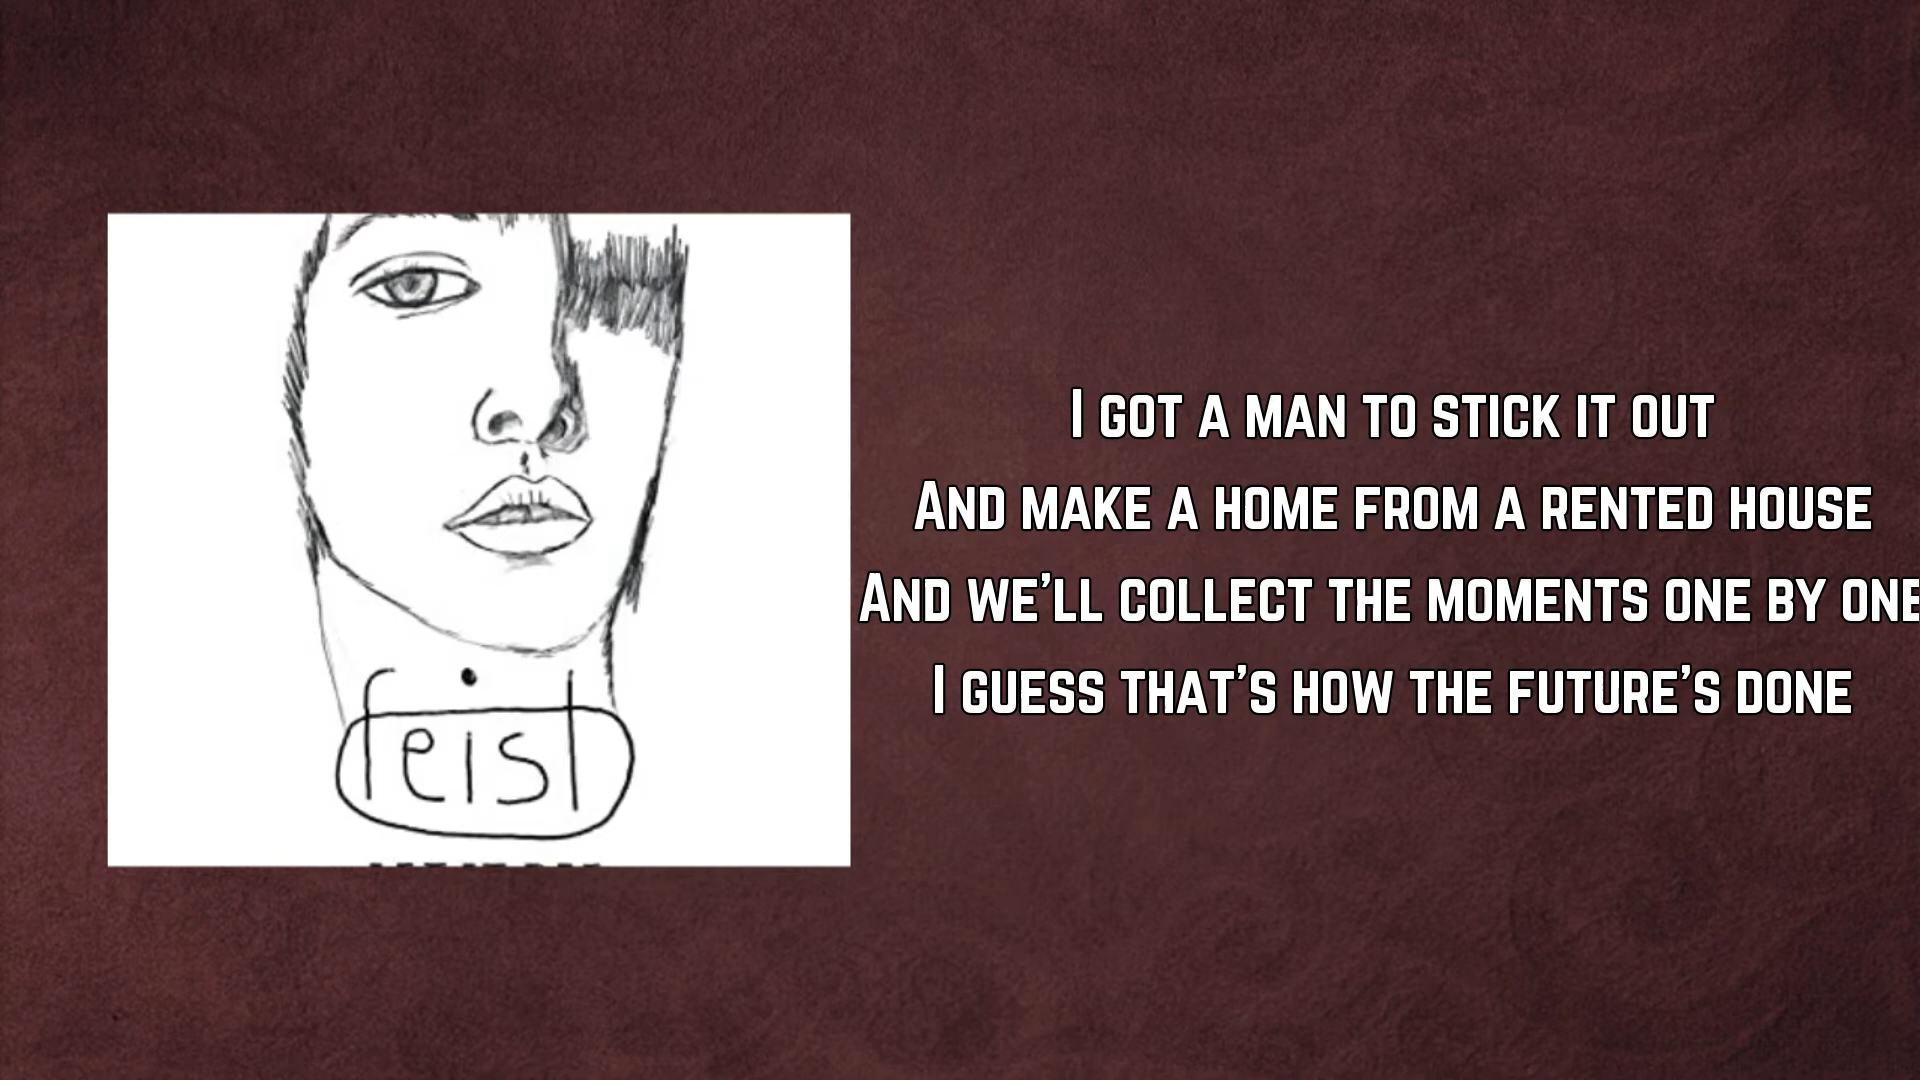 feist
I GOT A MAN TO STICK IT OUT
AND MAKE A HOME FROM A RENTED HOUSE
AND WE'LL COLLECT THE MOMENTS ONE BY ONE
I GUESS THAT'S HOW THE FUTURE'S DONE